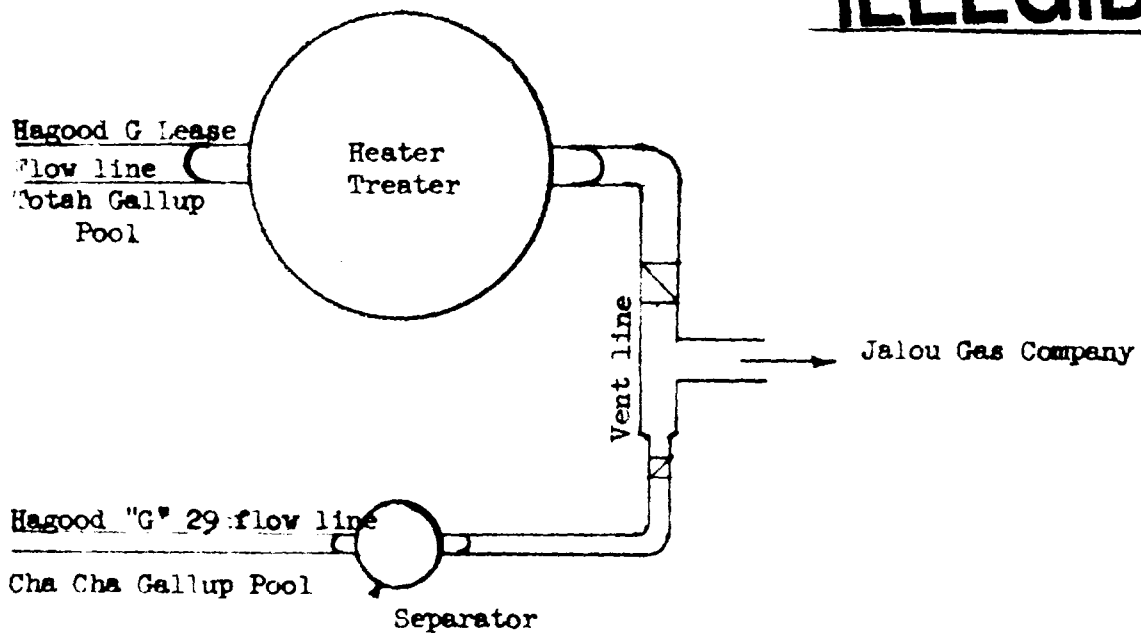 Hagood G Lease
Flow line
Totah Gallup
Pool
Heater
Treater
Vent line
Jalou Gas Company
Hagood "G" 29 flow line
Cha Cha Gallup Pool
Separator